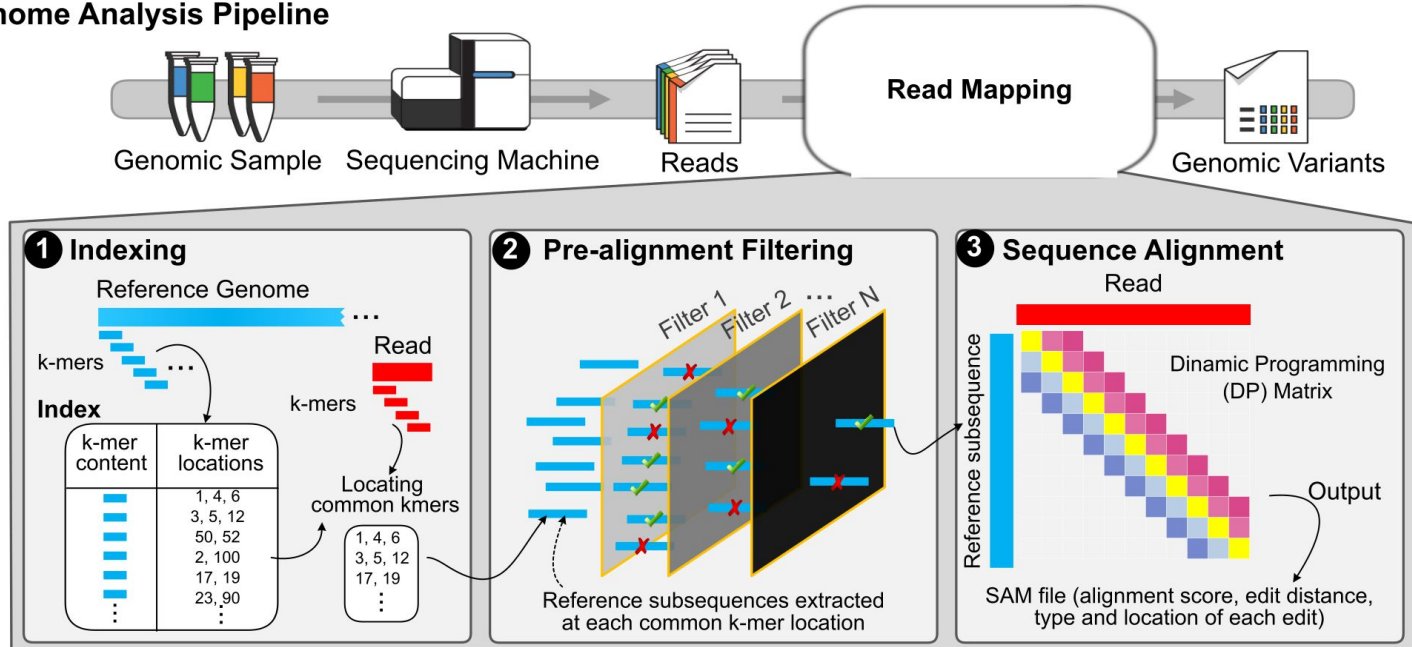 nome Analysis Pipeline
Read Mapping
Genomic Sample
Sequencing Machine
Reads
Genomic Variants
1 Indexing
Reference Genome
...
k-mers
...
Read
k-mers
Index
k-mer content
k-mer locations
1, 4, 6
3, 5, 12
50, 52
2, 100
17, 19
23, 90
⋮
⋮
Locating
common kmers
1, 4, 6
3, 5, 12
17, 19
⋮
2 Pre-alignment Filtering
Filter 1
Filter 2
...
Filter N
Reference subsequences extracted
at each common k-mer location
3 Sequence Alignment
Read
Reference subsequence
Dinamic Programming
(DP) Matrix
Output
SAM file (alignment score, edit distance,
type and location of each edit)